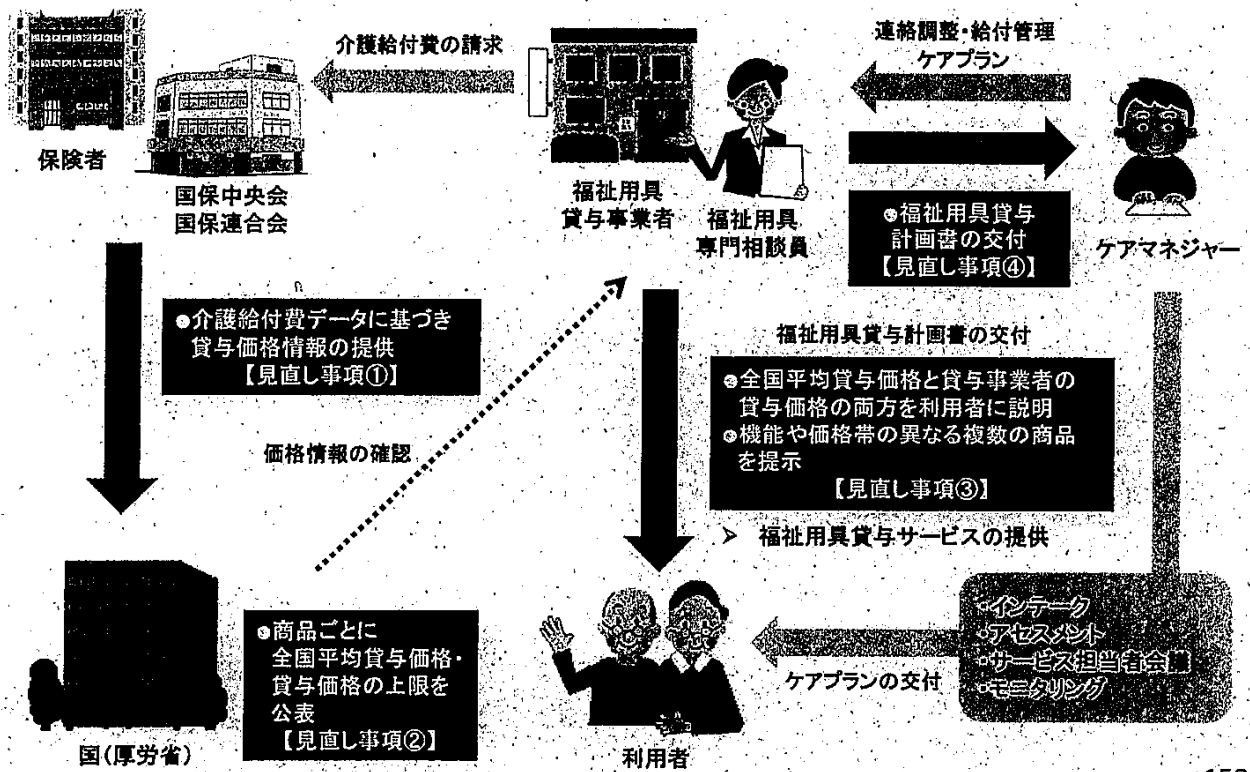 介護給付費の請求
連絡調整・給付管理
ケアプラン
保険者
国保中央会
国保連合会
福祉用具
貸与事業者
福祉用具
専門相談員
●福祉用具貸与
計画書の交付
【見直し事項④】
ケアマネジャー
●介護給付費データに基づき
貸与価格情報の提供
【見直し事項①】
福祉用具貸与計画書の交付
●全国平均貸与価格と貸与事業者の
貸与価格の両方を利用者に説明
●機能や価格帯の異なる複数の商品
を提示
【見直し事項③】
価格情報の確認
➢ 福祉用具貸与サービスの提供
●商品ごとに
全国平均貸与価格・
貸与価格の上限を
公表
【見直し事項②】
・インテーク
・アセスメント
・サービス担当者会議
・モニタリング
ケアプランの交付
国(厚労省)
利用者